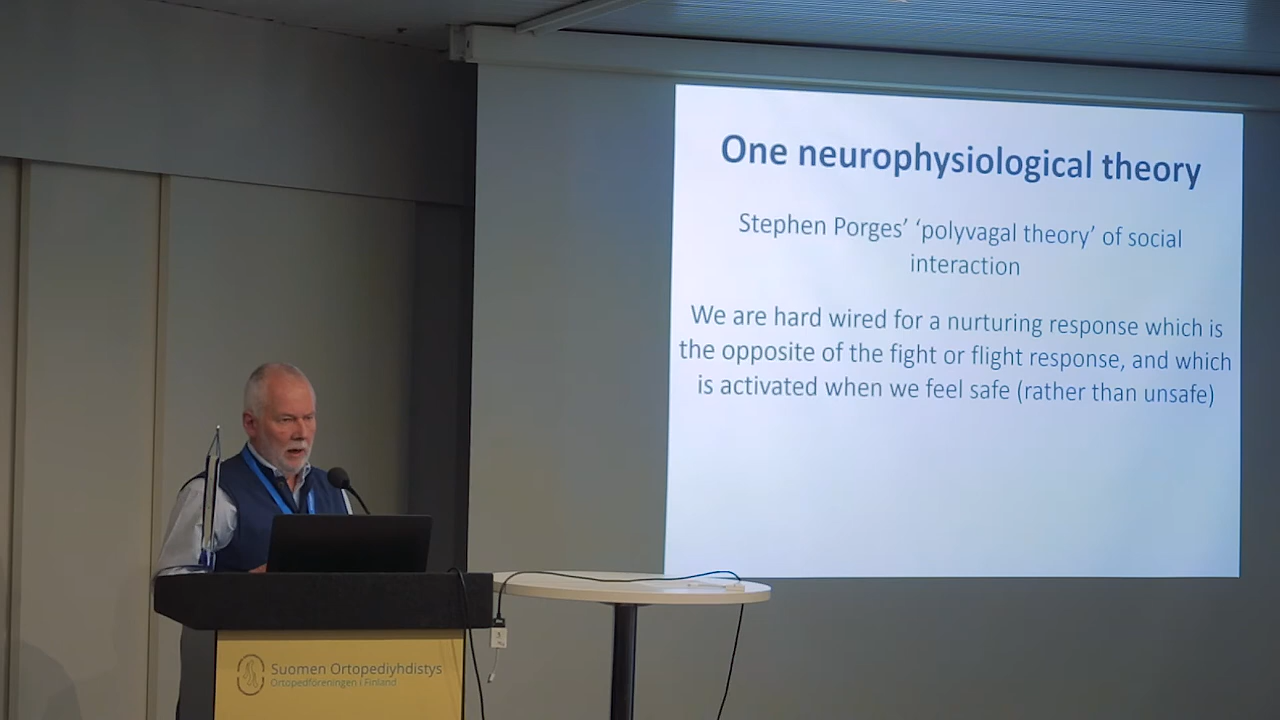 One neurophysiological theory
Stephen Porges’ ‘polyvagal theory’ of social
interaction
We are hard wired for a nurturing response which is
the opposite of the fight or flight response, and which
is activated when we feel safe (rather than unsafe)
Suomen Ortopediyhdistys
Ortopedföreningen i Finland